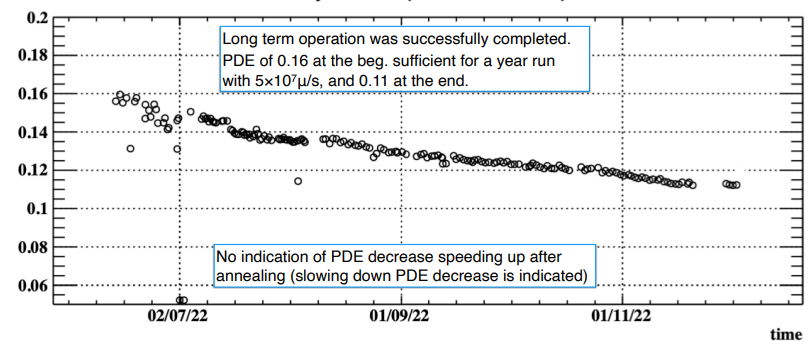 0.2
0.18
0.16
0.14
0.12
0.1
0.08
0.06
Long term operation was successfully completed.
PDE of 0.16 at the beg. sufficient for a year run
with 5×10⁷μ/s, and 0.11 at the end.
No indication of PDE decrease speeding up after
annealing (slowing down PDE decrease is indicated)
02/07/22 01/09/22 01/11/22
time